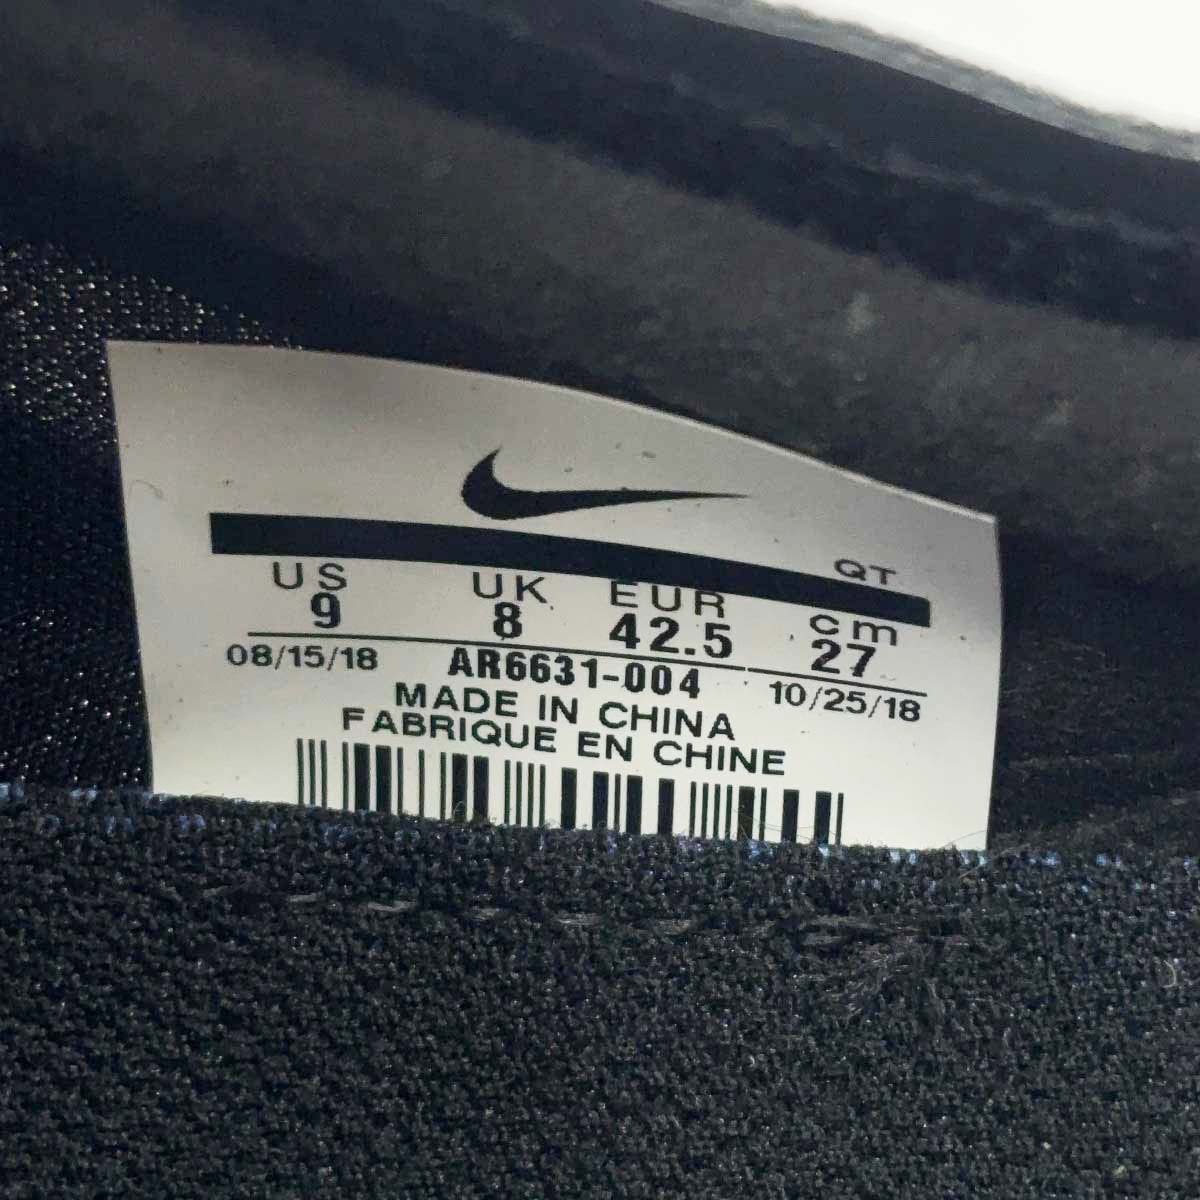 QT
US UK EUR cm
9 8 42.5 27
08/15/18 AR6631-004 10/25/18
MADE IN CHINA
FABRIQUE EN CHINE